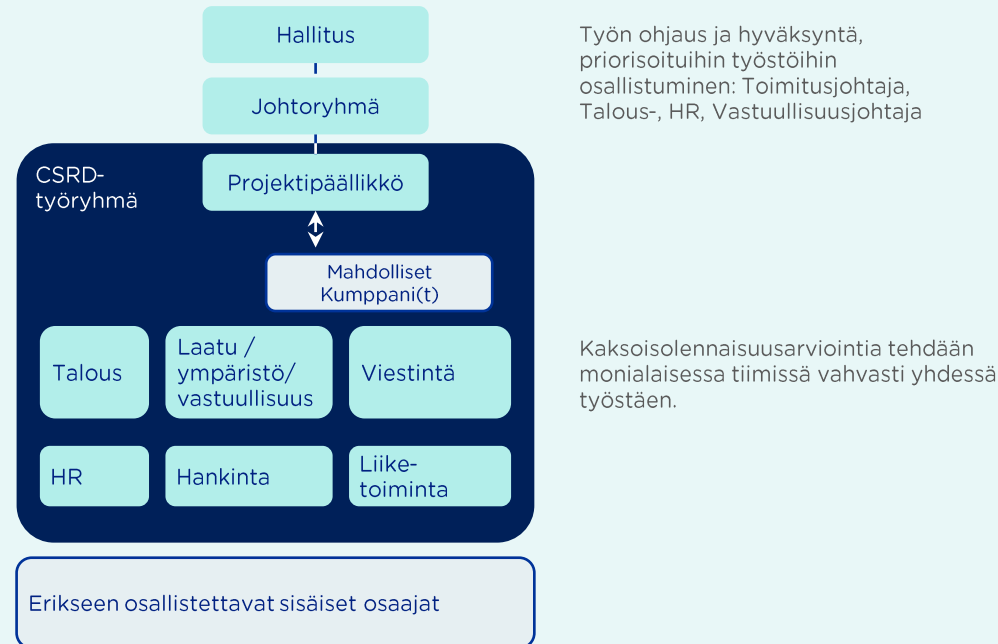 Hallitus
Johtoryhmä
CSRD-
työryhmä
Projektipäällikkö
Mahdolliset
Kumppani(t)
Talous
Laatu /
ympäristö/
vastuullisuus
Viestintä
HR
Hankinta
Liike-
toiminta
Erikseen osallistettavat sisäiset osaajat
Työn ohjaus ja hyväksyntä,
priorisoituihin työstöihin
osallistuminen: Toimitusjohtaja,
Talous-, HR, Vastuullisuusjohtaja
Kaksoisolennaisuusarviointia tehdään
monialaisessa tiimissä vahvasti yhdessä
työstäen.